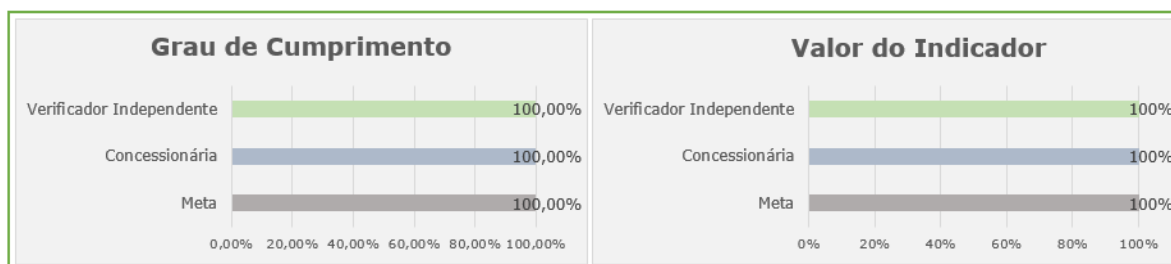 Grau de Cumprimento
Verificador Independente
100,00%
Concessionária
100,00%
Meta
100,00%
0,00% 20,00% 40,00% 60,00% 80,00% 100,00%
Valor do Indicador
Verificador Independente
100%
Concessionária
100%
Meta
100%
0% 20% 40% 60% 80% 100%